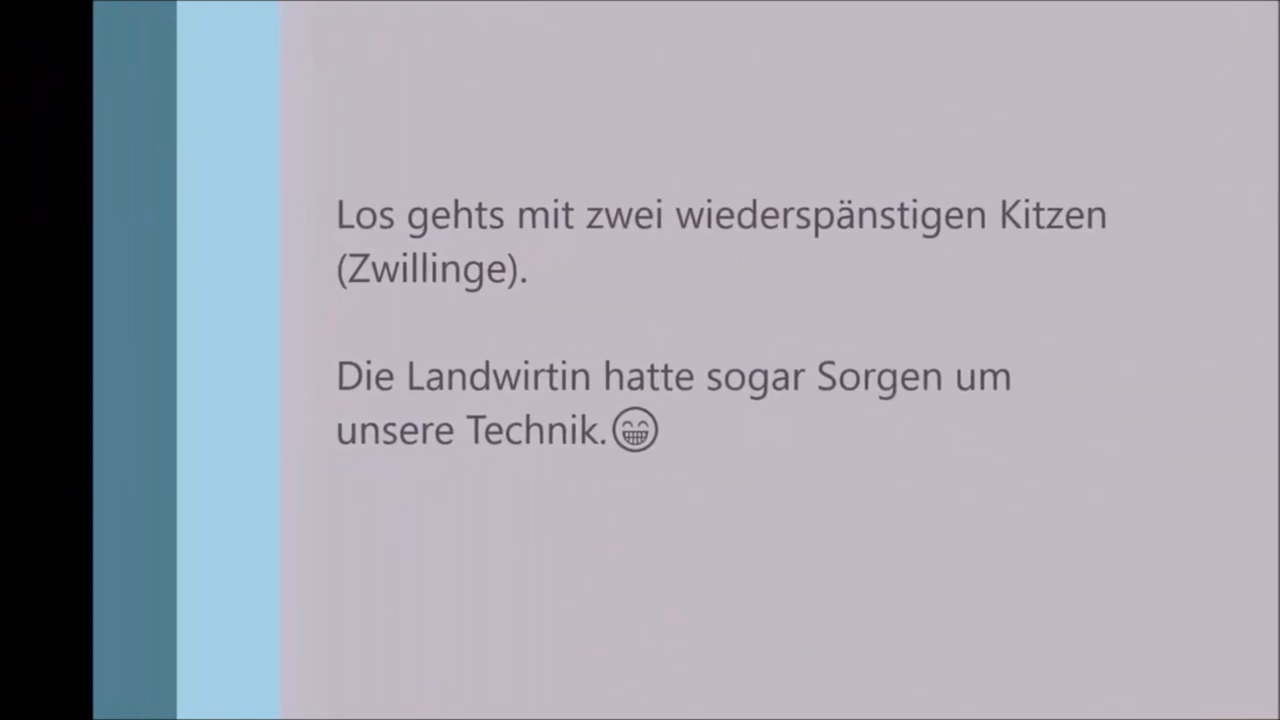 Los gehts mit zwei wiederspänstigen Kitzen
(Zwillinge).
Die Landwirtin hatte sogar Sorgen um
unsere Technik.😁